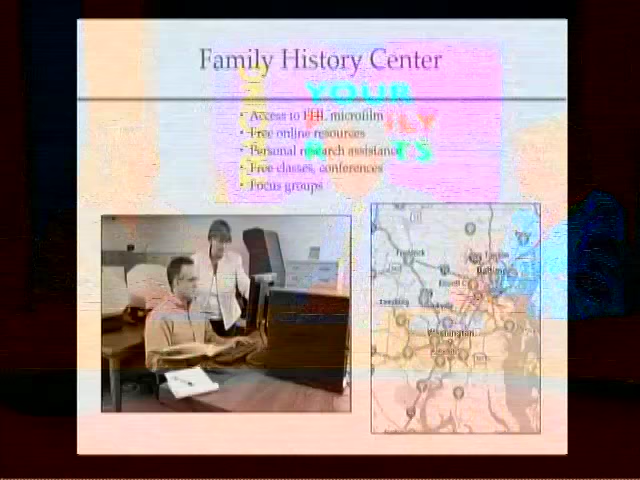 Family History Center
YOUR
• Access to FHL microfilm
• Free online resources
• Personal research assistance
• Free classes, conferences
• Focus groups
Frederick
Washington